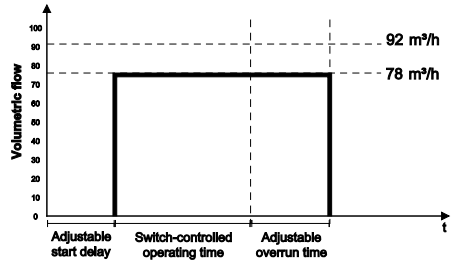 Volumetric flow
100
90
80
70
60
50
40
30
20
10
0
92 m³/h
78 m³/h
t
Adjustable
start delay
Switch-controlled
operating time
Adjustable
overrun time